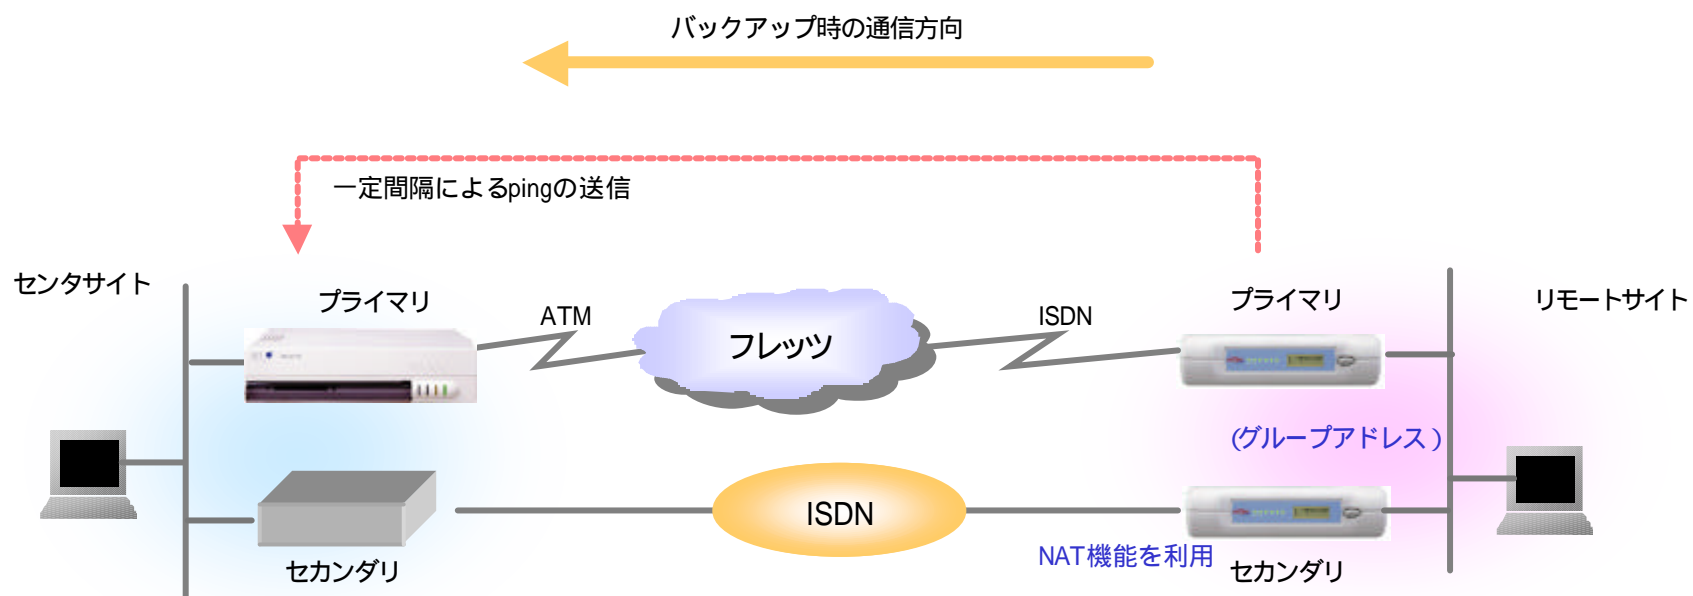 バックアップ時の通信方向
一定間隔によるpingの送信
センタサイト
プライマリ
ATM
フレッツ
ISDN
プライマリ
リモートサイト
(グループアドレス)
ISDN
NAT機能を利用
セカンダリ
セカンダリ